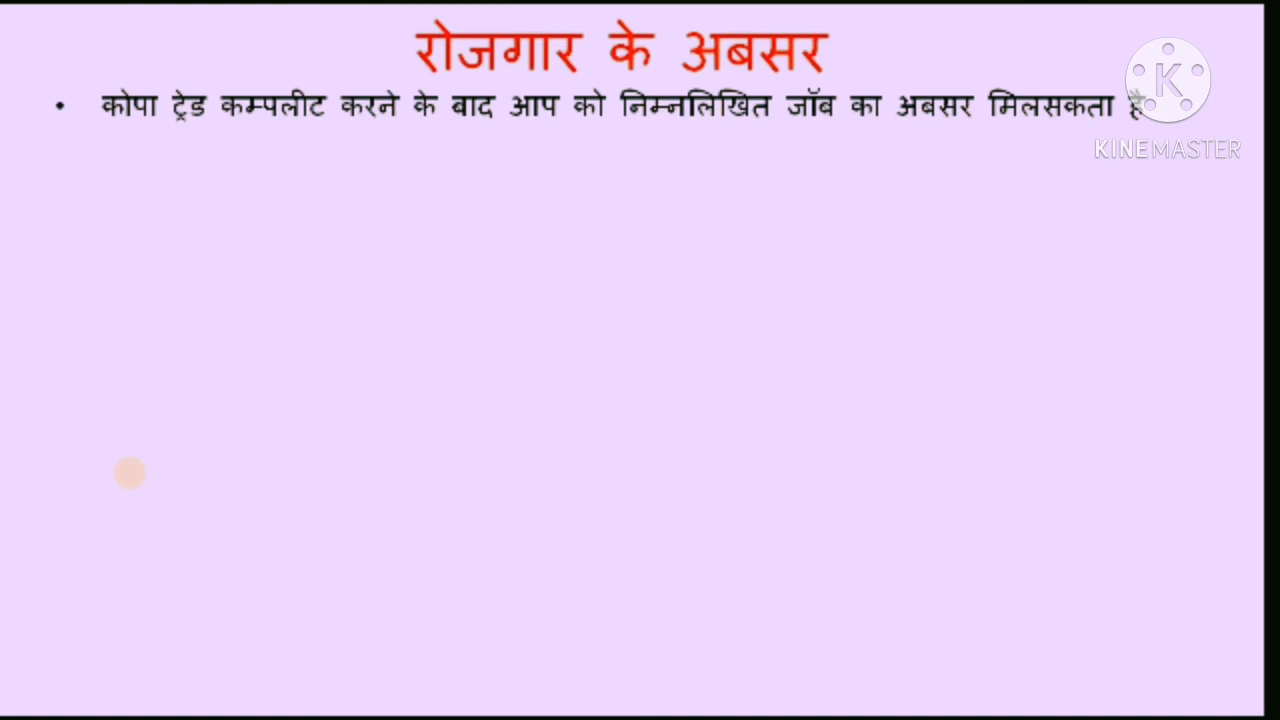 रोजगार के अबसर
• कोपा ट्रेड कम्पलीट करने के बाद आप को निम्नलिखित जॉब का अबसर मिलसकता
K
KINEMASTER